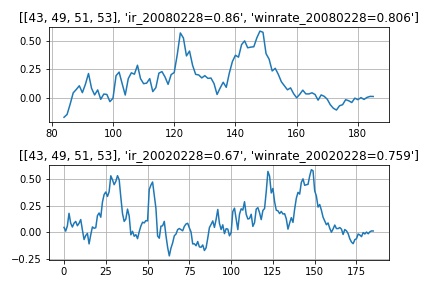 [[43, 49, 51, 53], 'ir_20080228=0.86', 'winrate_20080228=0.806']
0.50
0.25
0.00
80 100 120 140 160 180
[[43, 49, 51, 53], 'ir_20020228=0.67', 'winrate_20020228=0.759']
0.50
0.25
0.00
−0.25
0 25 50 75 100 125 150 175